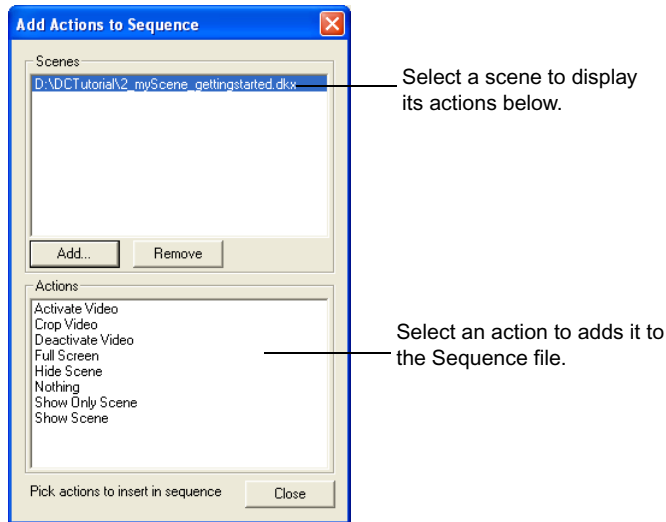 Add Actions to Sequence
Scenes
D:\DCTutorial\2_myScene_gettingstarted.dkx
Select a scene to display
its actions below.
Add...
Remove
Actions
Activate Video
Crop Video
Deactivate Video
Full Screen
Hide Scene
Nothing
Show Only Scene
Show Scene
Select an action to adds it to
the Sequence file.
Pick actions to insert in sequence
Close